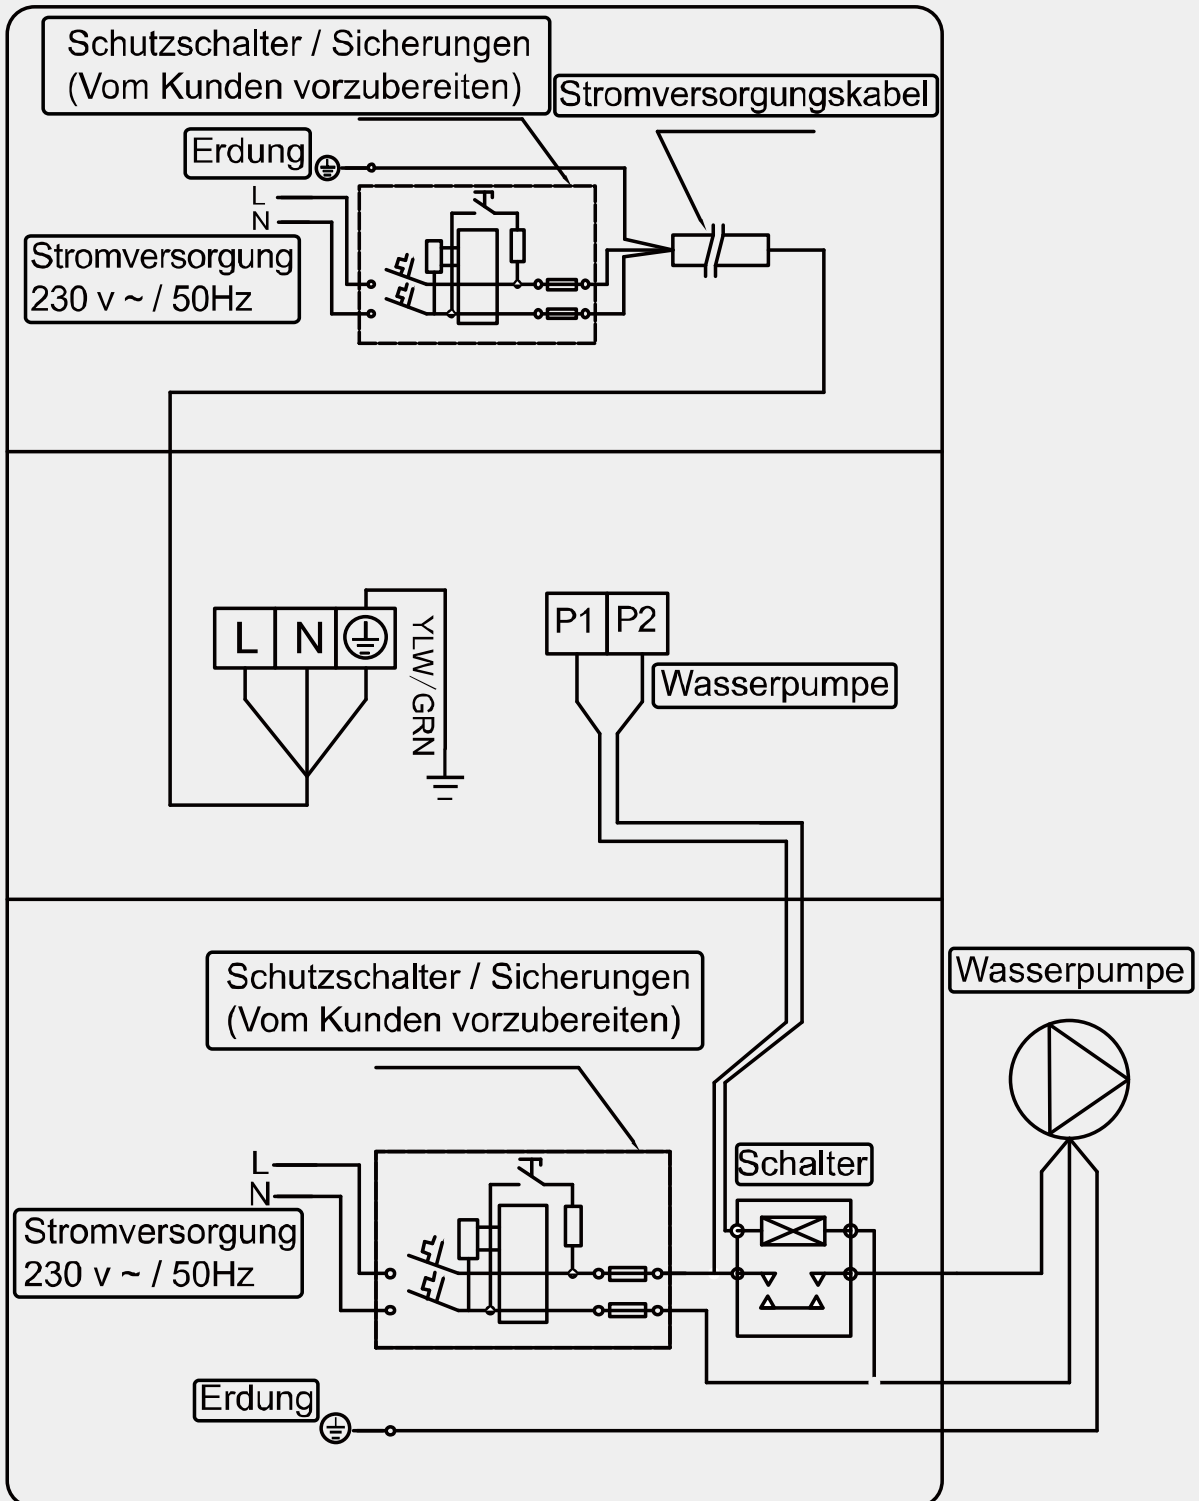 Schutzschalter / Sicherungen
(Vom Kunden vorzubereiten)
Stromversorgungskabel
Erdung
L
N
Stromversorgung
230 v ~ / 50Hz
L N
YLW/GRN
P1 P2
Wasserpumpe
Schutzschalter / Sicherungen
(Vom Kunden vorzubereiten)
Wasserpumpe
L
N
Schalter
Stromversorgung
230 v ~ / 50Hz
Erdung